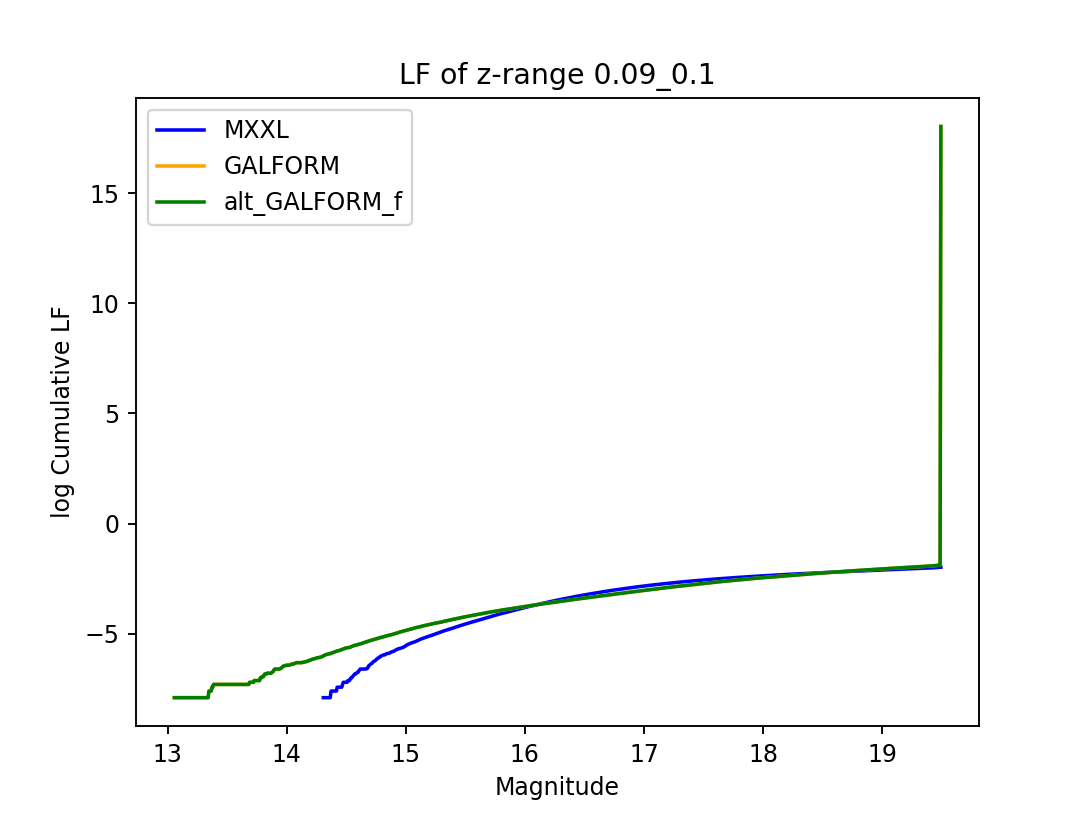 LF of z-range 0.09_0.1
MXXL
GALFORM
alt_GALFORM_f
log Cumulative LF
15
10
5
0
−5
13 14 15 16 17 18 19
Magnitude